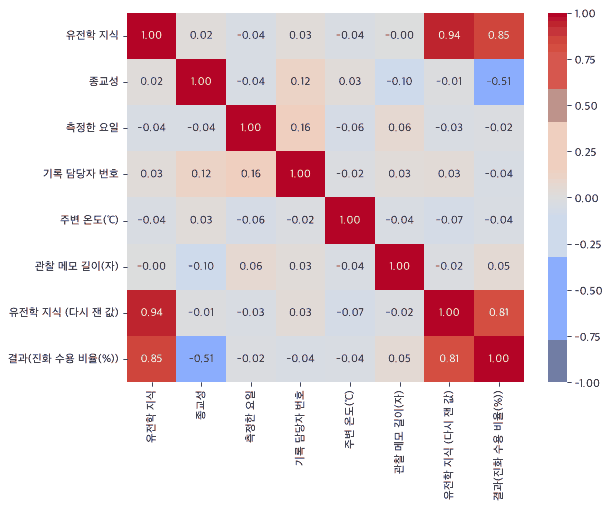 유전학 지식 1.00 0.02 -0.04 0.03 -0.04 -0.00 0.94 0.85
종교성 0.02 1.00 -0.04 0.12 0.03 -0.10 -0.01 -0.51
측정한 요일 -0.04 -0.04 1.00 0.16 -0.06 0.06 -0.03 -0.02
기록 담당자 번호 0.03 0.12 0.16 1.00 -0.02 0.03 0.03 -0.04
주변 온도(℃) -0.04 0.03 -0.06 -0.02 1.00 -0.04 -0.07 -0.04
관찰 메모 길이(자) -0.00 -0.10 0.06 0.03 -0.04 1.00 -0.02 0.05
유전학 지식 (다시 잰 값) 0.94 -0.01 -0.03 0.03 -0.07 -0.02 1.00 0.81
결과(진화 수용 비율(%)) 0.85 -0.51 -0.02 -0.04 -0.04 0.05 0.81 1.00
유전학 지식
종교성
측정한 요일
기록 담당자 번호
주변 온도(℃)
관찰 메모 길이(자)
유전학 지식 (다시 잰 값)
결과(진화 수용 비율(%))
1.00
0.75
0.50
0.25
0.00
-0.25
-0.50
-0.75
-1.00